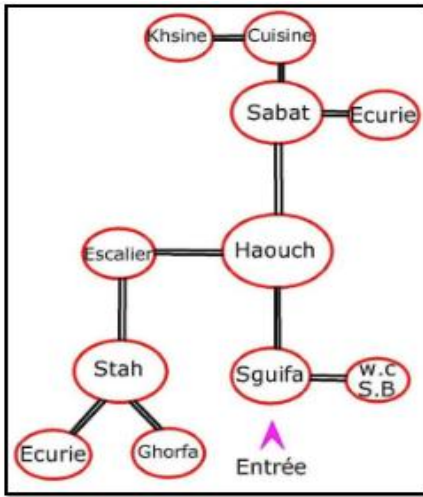 Khsine
Cuisine
Sabat
Ecurie
Escalier
Haouch
Stah
Sguifa
w.c
S.B
Ecurie
Ghorfa
Entrée